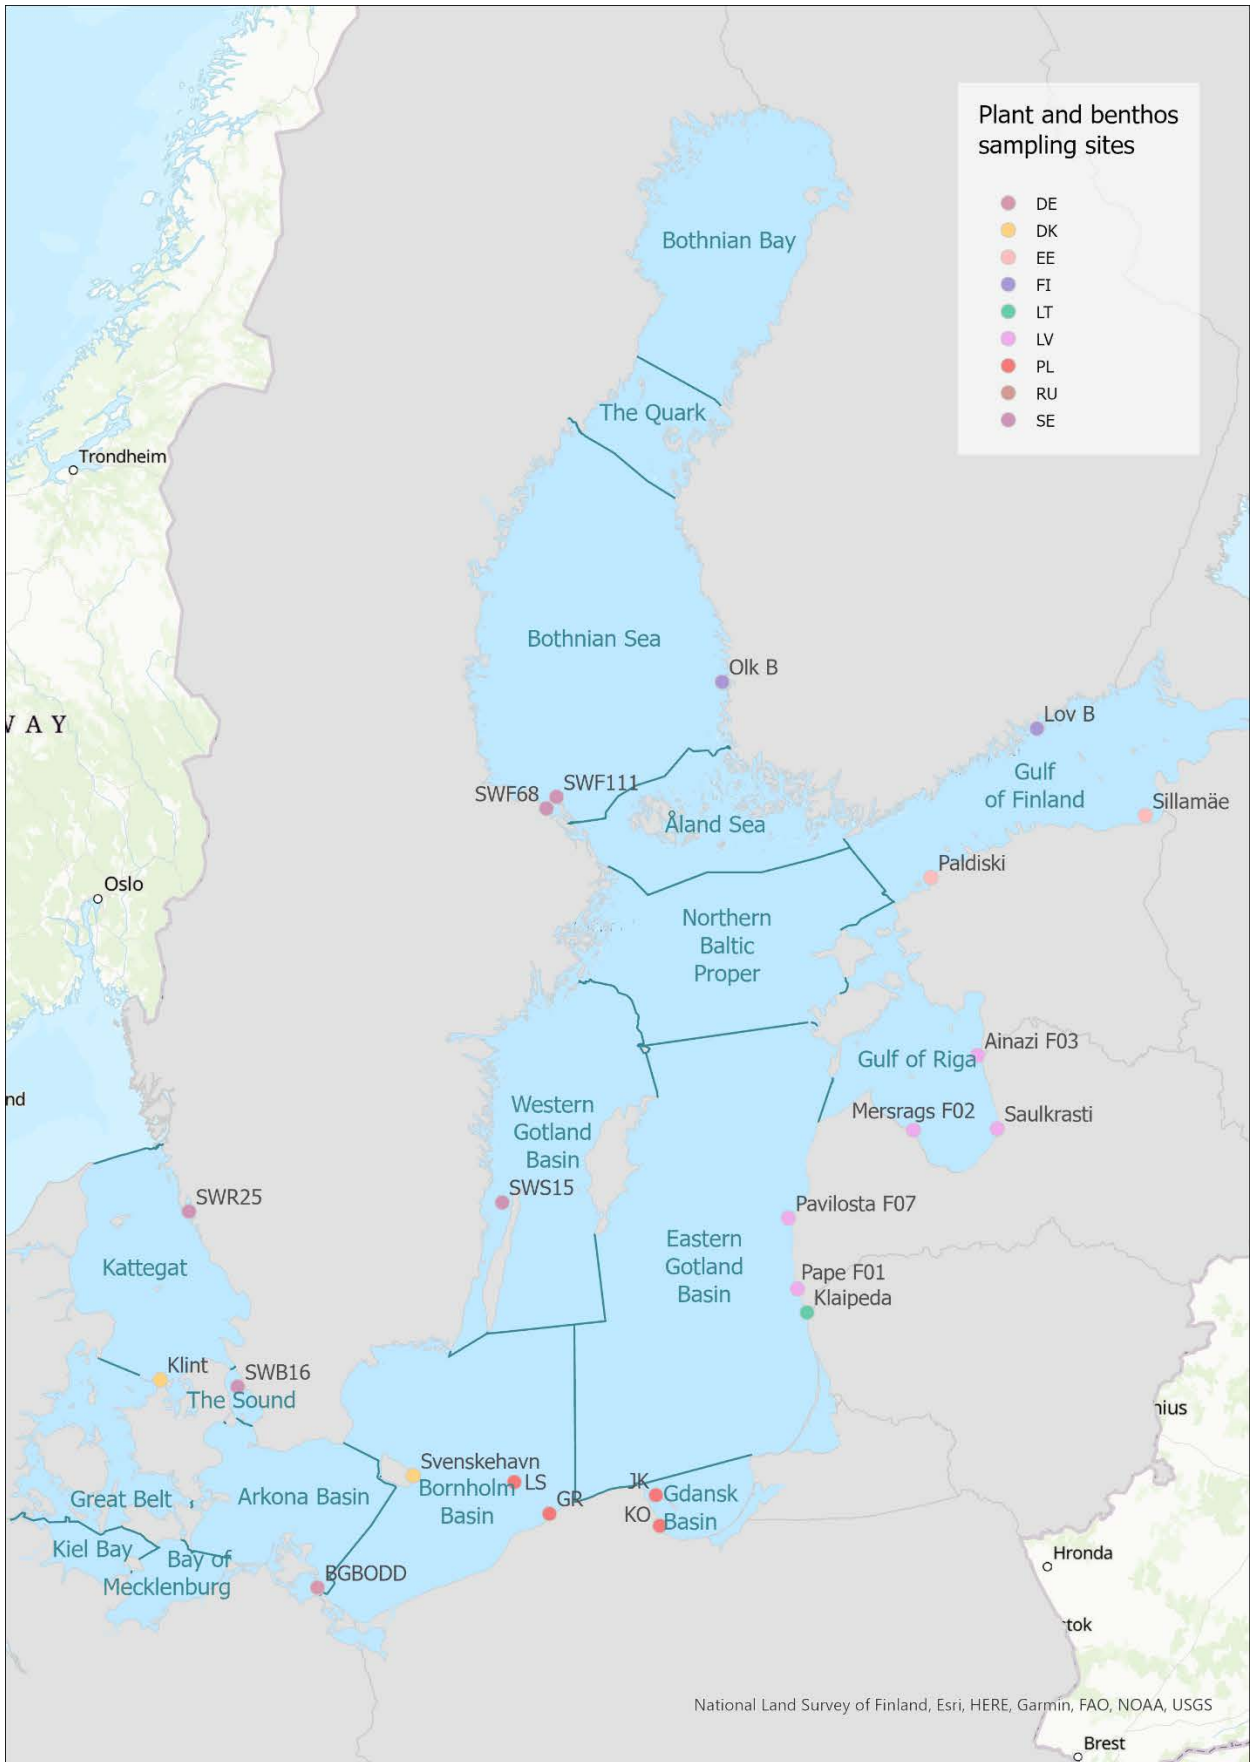 Plant and benthos
sampling sites
DE
DK
EE
FI
LT
LV
PL
RU
SE
Bothnian Bay
The Quark
Trondheim
Bothnian Sea
Olk B
Lov B
WAY
Gulf
of Finland
SWF111
SWF68
Sillamäe
Åland Sea
Paldiski
Oslo
Northern
Baltic
Proper
Ainazi F03
Gulf of Riga
nd
Western
Gotland
Basin
Mersrags F02
Saulkrasti
SWS15
SWR25
Pavilosta F07
Eastern
Gotland
Basin
Kattegat
Pape F01
Klaipeda
Klint
SWB16
The Sound
nius
Svenskehavn
LS
Bornholm
Basin
GR
JK
Gdansk
Basin
KO
Great Belt
Arkona Basin
Kiel Bay
Bay of
Mecklenburg
BGBODD
Hronda
tok
National Land Survey of Finland, Esri, HERE, Garmin, FAO, NOAA, USGS
Brest